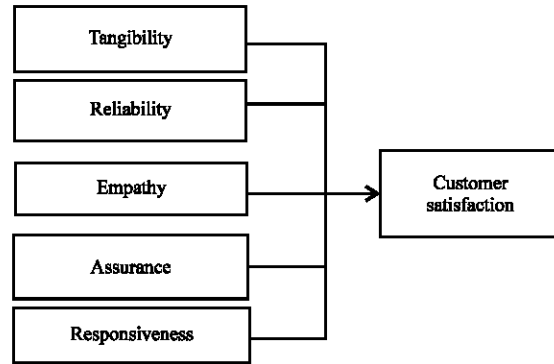 Tangibility
Reliability
Empathy
Assurance
Responsiveness
Customer
satisfaction